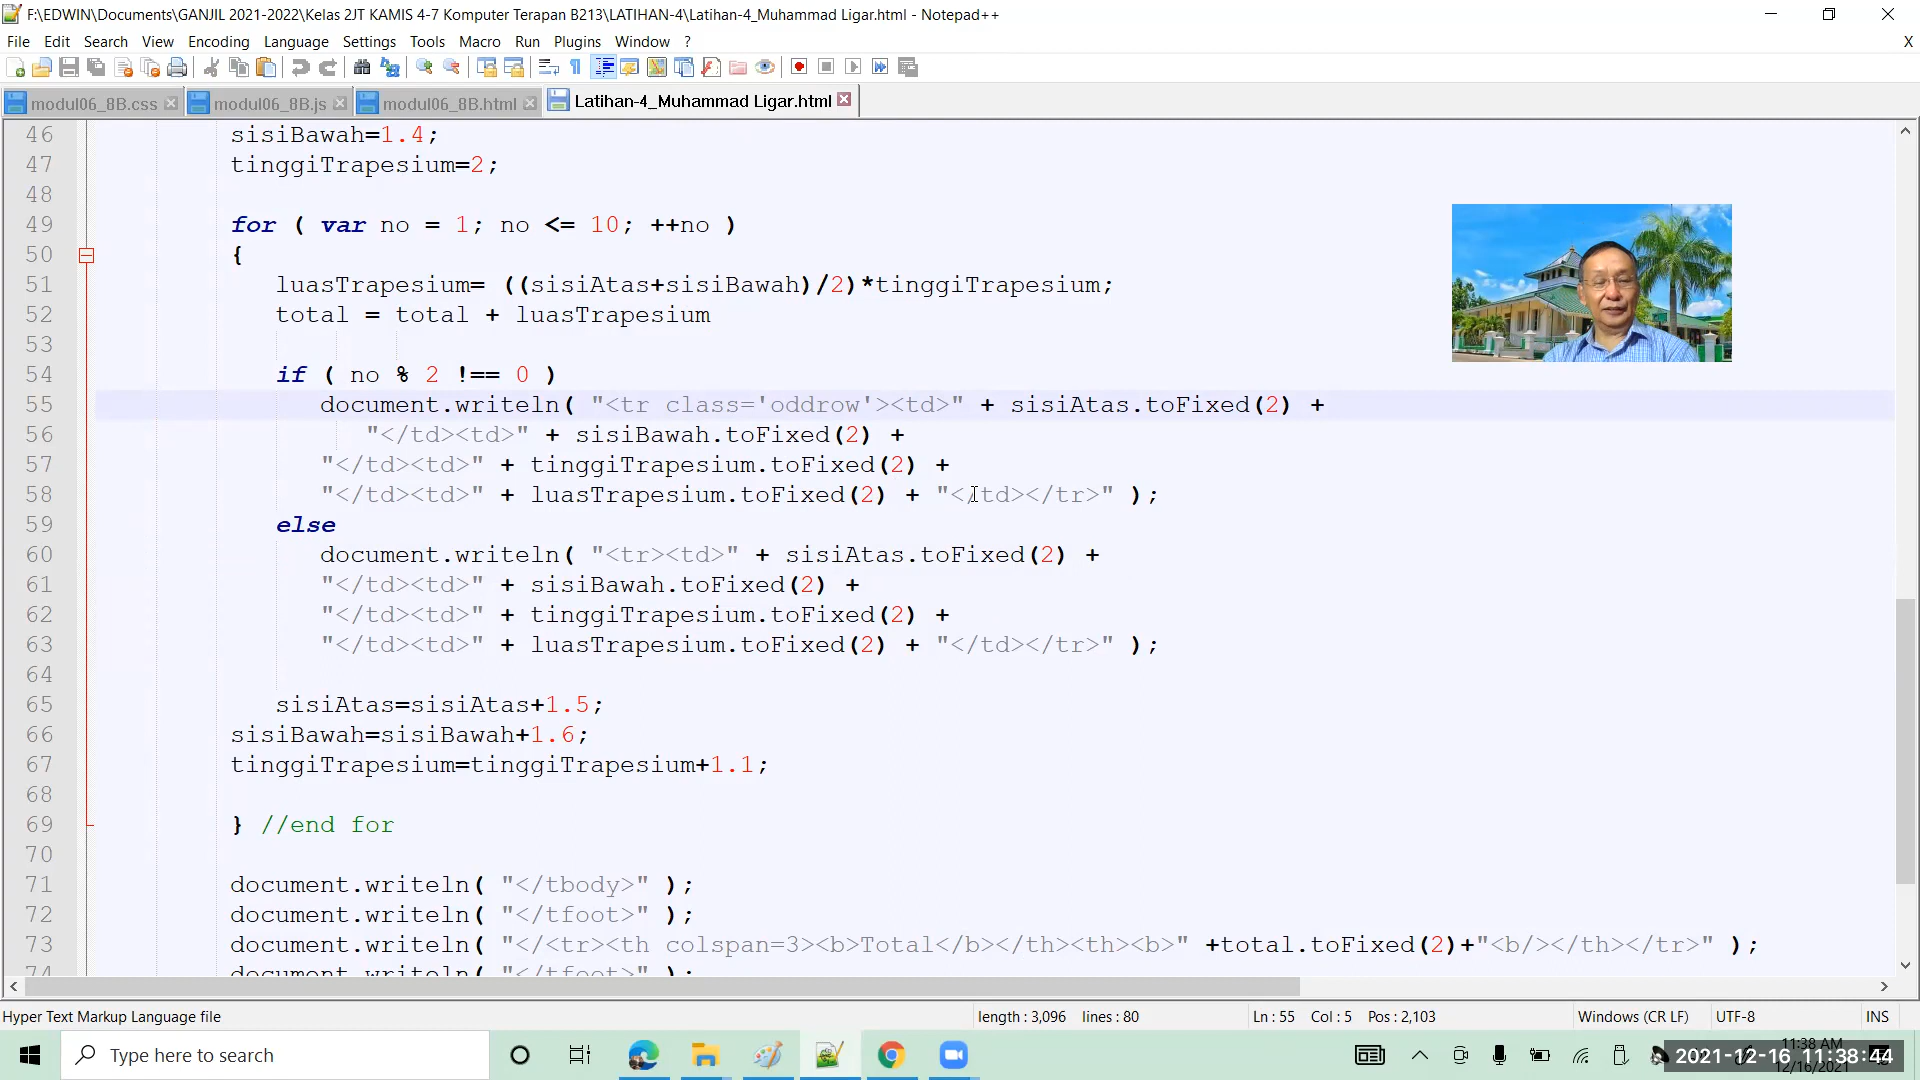 F:\EDWIN\Documents\GANJIL 2021-2022\Kelas 2JT KAMIS 4-7 Komputer Terapan B213\LATIHAN-4\Latihan-4_Muhammad Ligar.html - Notepad++
File Edit Search View Encoding Language Settings Tools Macro Run Plugins Window ? X
modul06_8B.css modul06_8B.js modul06_8B.html Latihan-4_Muhammad Ligar.html
46 sisiBawah=1.4;
47 tinggiTrapesium=2;
48
49 for ( var no = 1; no <= 10; ++no )
50 {
51 luasTrapesium= ((sisiAtas+sisiBawah)/2)*tinggiTrapesium;
52 total = total + luasTrapesium
53
54 if ( no % 2 !== 0 )
55 document.writeln( "<tr class='oddrow'><td>" + sisiAtas.toFixed(2) +
56 "</td><td>" + sisiBawah.toFixed(2) +
57 "</td><td>" + tinggiTrapesium.toFixed(2) +
58 "</td><td>" + luasTrapesium.toFixed(2) + "</td></tr>" );
59 else
60 document.writeln( "<tr><td>" + sisiAtas.toFixed(2) +
61 "</td><td>" + sisiBawah.toFixed(2) +
62 "</td><td>" + tinggiTrapesium.toFixed(2) +
63 "</td><td>" + luasTrapesium.toFixed(2) + "</td></tr>" );
64
65 sisiAtas=sisiAtas+1.5;
66 sisiBawah=sisiBawah+1.6;
67 tinggiTrapesium=tinggiTrapesium+1.1;
68
69 } //end for
70
71 document.writeln( "</tbody>" );
72 document.writeln( "</tfoot>" );
73 document.writeln( "</<tr><th colspan=3><b>Total</b></th><th><b>" +total.toFixed(2)+"<b/></th></tr>" );
74 document.writeln( "</tfoot>" );
Hyper Text Markup Language file length : 3,096 lines : 80 Ln : 55 Col : 5 Pos : 2,103 Windows (CR LF) UTF-8 INS
Type here to search
11:38 AM
2021-12-16 11:38:44
12/16/2021